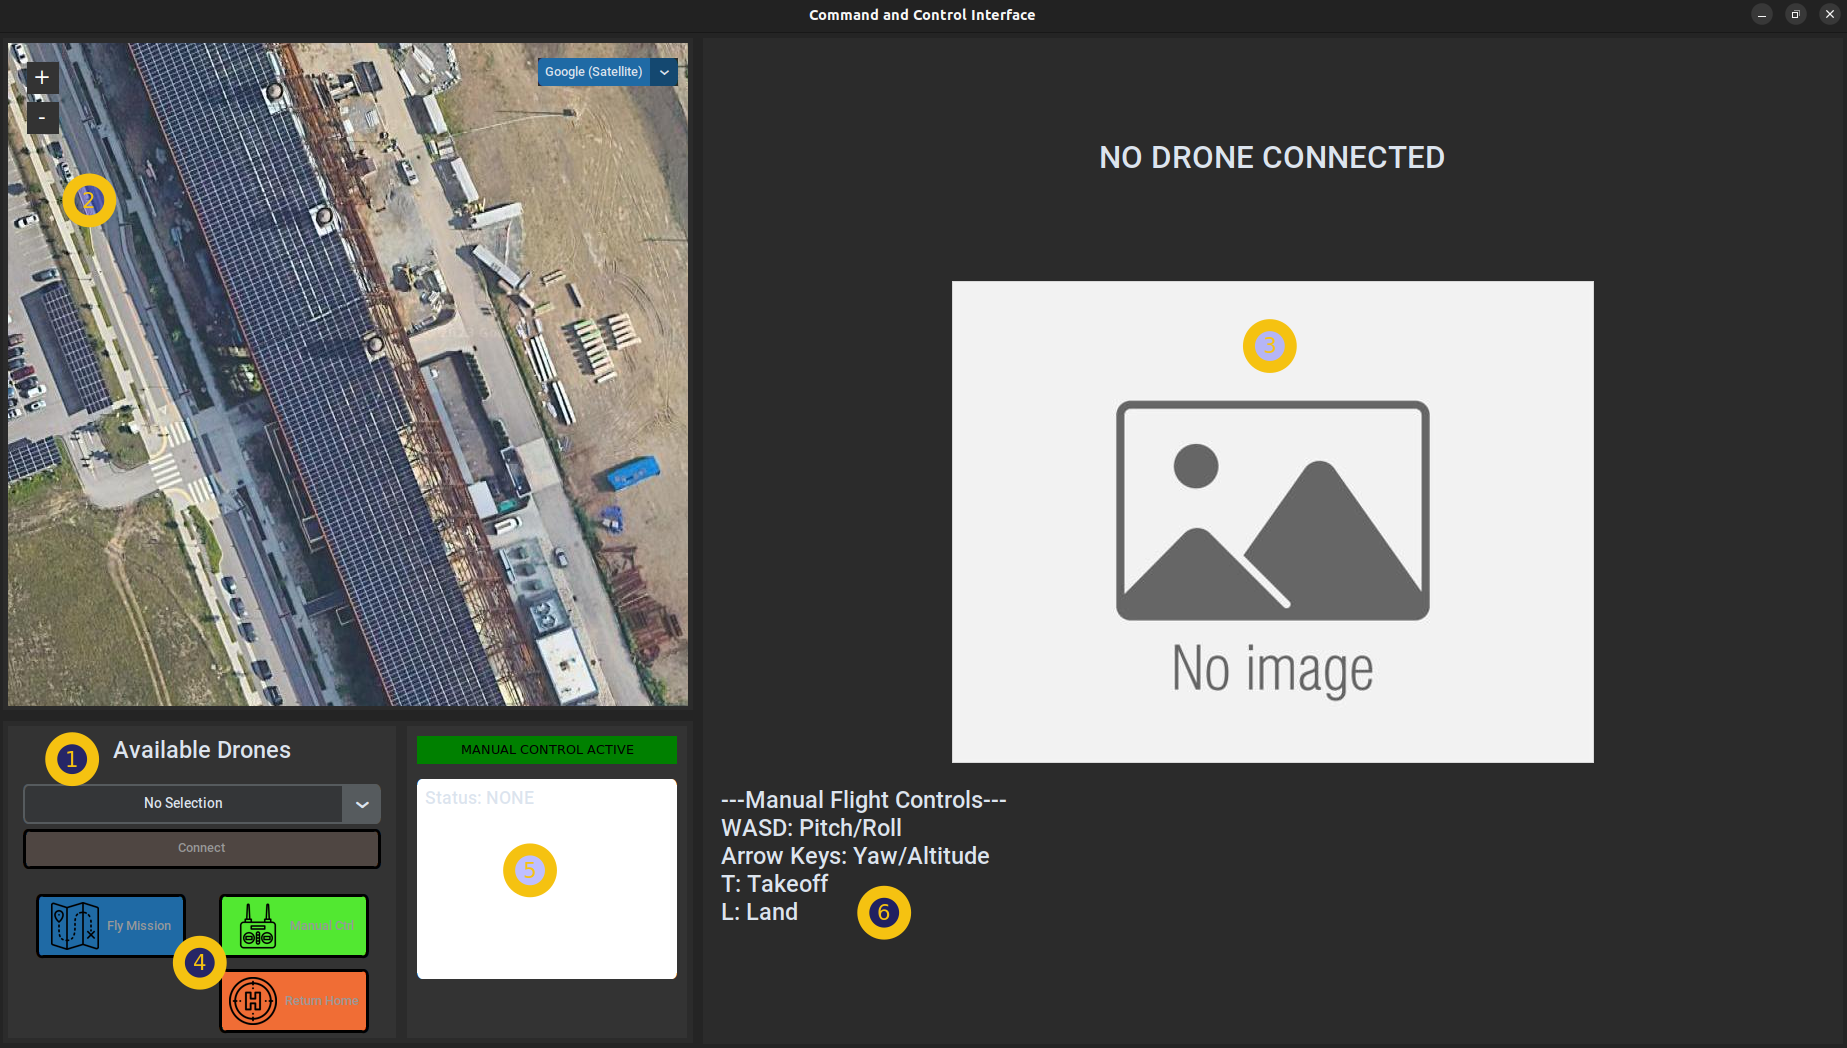 Command and Control Interface
+
-
Google (Satellite)
2
NO DRONE CONNECTED
3
No image
1
Available Drones
No Selection
Connect
Fly Mission
Manual Ctrl
4
Return Home
MANUAL CONTROL ACTIVE
Status: NONE
5
---Manual Flight Controls---
WASD: Pitch/Roll
Arrow Keys: Yaw/Altitude
T: Takeoff
L: Land
6